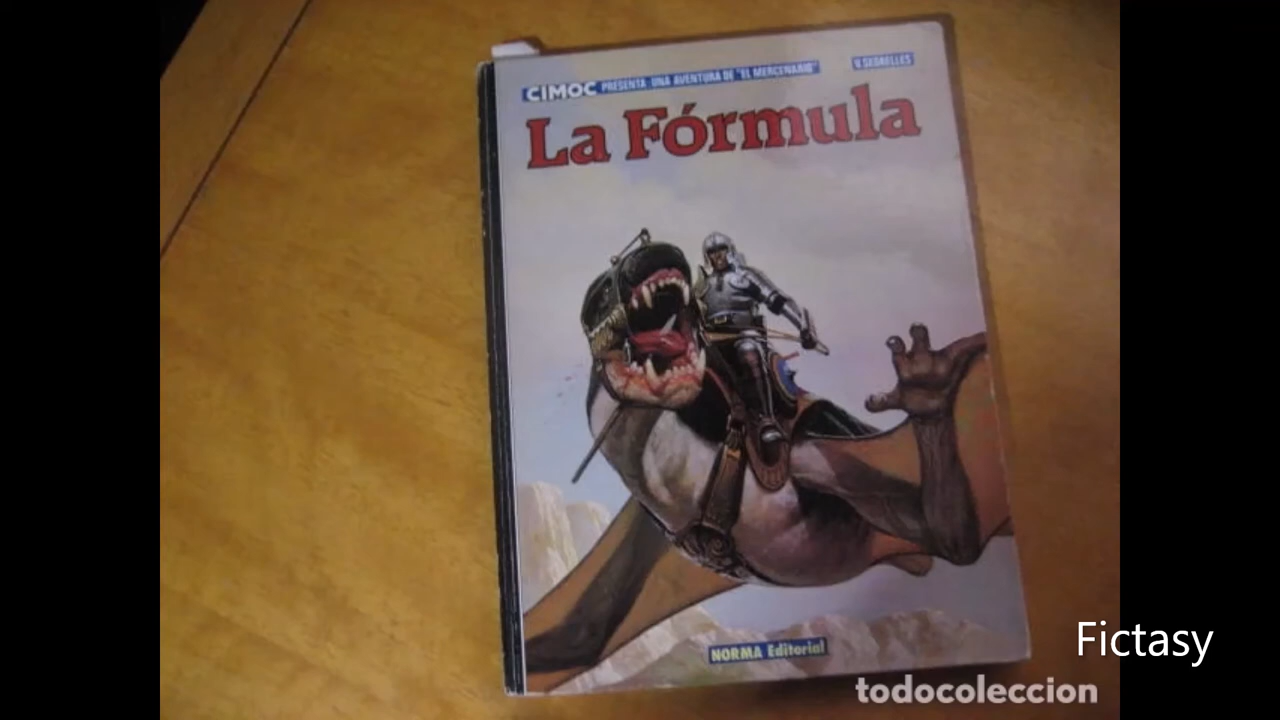 CIMOC PRESENTA · UNA AVENTURA DE "EL MERCENARIO"
V. SEGRELLES
La Fórmula
NORMA Editorial
Fictasy
todocoleccion